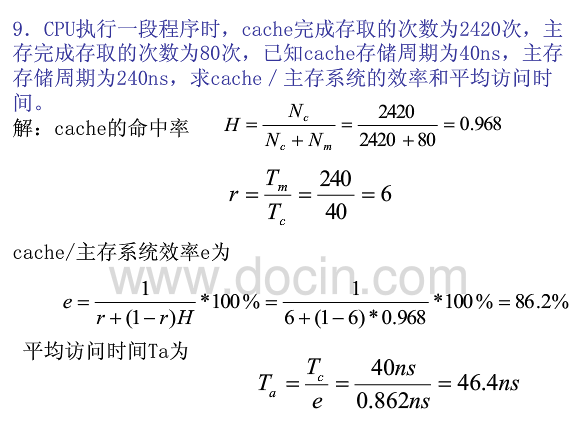 9. CPU执行一段程序时，cache完成存取的次数为2420次，主
存完成存取的次数为80次，已知cache存储周期为40ns，主存
存储周期为240ns，求cache／主存系统的效率和平均访问时
间。
解：cache的命中率 H = N_c / (N_c + N_m) = 2420 / (2420 + 80) = 0.968
r = T_m / T_c = 240 / 40 = 6
cache/主存系统效率e为
www.docin.com
e = 1 / (r + (1 − r)H) *100% = 1 / (6 + (1 − 6) * 0.968) *100% = 86.2%
平均访问时间Ta为
T_a = T_c / e = 40ns / 0.862ns = 46.4ns